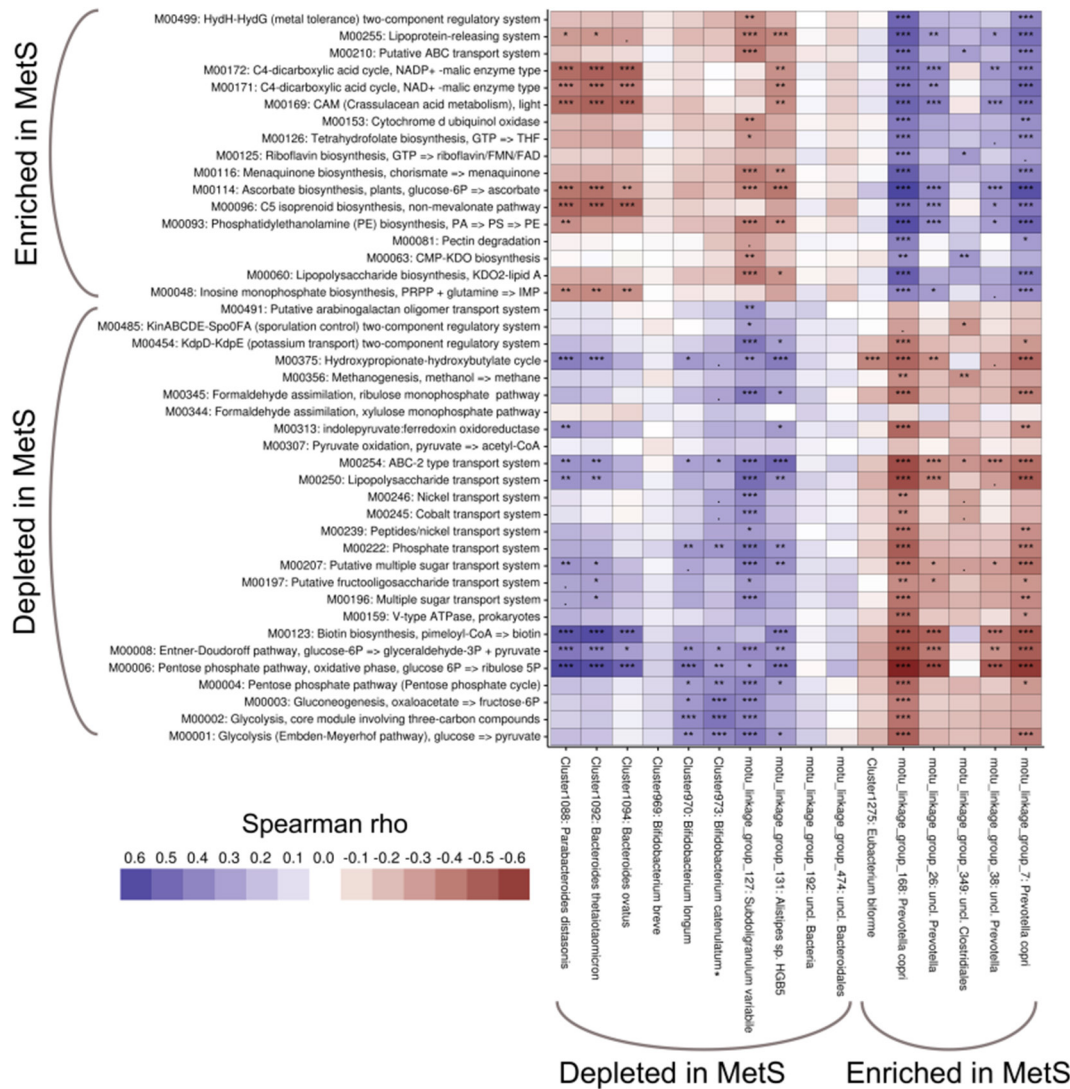 Enriched in MetS
M00499: HydH-HydG (metal tolerance) two-component regulatory system
M00255: Lipoprotein-releasing system
M00210: Putative ABC transport system
M00172: C4-dicarboxylic acid cycle, NADP+ -malic enzyme type
M00171: C4-dicarboxylic acid cycle, NAD+ -malic enzyme type
M00169: CAM (Crassulacean acid metabolism), light
M00153: Cytochrome d ubiquinol oxidase
M00126: Tetrahydrofolate biosynthesis, GTP => THF
M00125: Riboflavin biosynthesis, GTP => riboflavin/FMN/FAD
M00116: Menaquinone biosynthesis, chorismate => menaquinone
M00114: Ascorbate biosynthesis, plants, glucose-6P => ascorbate
M00096: C5 isoprenoid biosynthesis, non-mevalonate pathway
M00093: Phosphatidylethanolamine (PE) biosynthesis, PA => PS => PE
M00081: Pectin degradation
M00063: CMP-KDO biosynthesis
M00060: Lipopolysaccharide biosynthesis, KDO2-lipid A
M00048: Inosine monophosphate biosynthesis, PRPP + glutamine => IMP
Depleted in MetS
M00491: Putative arabinogalactan oligomer transport system
M00485: KinABCDE-Spo0FA (sporulation control) two-component regulatory system
M00454: KdpD-KdpE (potassium transport) two-component regulatory system
M00375: Hydroxypropionate-hydroxybutylate cycle
M00356: Methanogenesis, methanol => methane
M00345: Formaldehyde assimilation, ribulose monophosphate pathway
M00344: Formaldehyde assimilation, xylulose monophosphate pathway
M00313: indolepyruvate:ferredoxin oxidoreductase
M00307: Pyruvate oxidation, pyruvate => acetyl-CoA
M00254: ABC-2 type transport system
M00250: Lipopolysaccharide transport system
M00246: Nickel transport system
M00245: Cobalt transport system
M00239: Peptides/nickel transport system
M00222: Phosphate transport system
M00207: Putative multiple sugar transport system
M00197: Putative fructooligosaccharide transport system
M00196: Multiple sugar transport system
M00159: V-type ATPase, prokaryotes
M00123: Biotin biosynthesis, pimeloyl-CoA => biotin
M00008: Entner-Doudoroff pathway, glucose-6P => glyceraldehyde-3P + pyruvate
M00006: Pentose phosphate pathway, oxidative phase, glucose 6P => ribulose 5P
M00004: Pentose phosphate pathway (Pentose phosphate cycle)
M00003: Gluconeogenesis, oxaloacetate => fructose-6P
M00002: Glycolysis, core module involving three-carbon compounds
M00001: Glycolysis (Embden-Meyerhof pathway), glucose => pyruvate
Cluster1088: Parabacteroides distasonis
Cluster1092: Bacteroides thetaiotaomicron
Cluster1094: Bacteroides ovatus
Cluster969: Bifidobacterium breve
Cluster970: Bifidobacterium longum
Cluster973: Bifidobacterium catenulatum*
motu_linkage_group_127: Subdoligranulum variabile
motu_linkage_group_131: Alistipes sp. HGB5
motu_linkage_group_192: uncl. Bacteria
motu_linkage_group_474: uncl. Bacteroidales
Cluster1275: Eubacterium biforme
motu_linkage_group_168: Prevotella copri
motu_linkage_group_26: uncl. Prevotella
motu_linkage_group_349: uncl. Clostridiales
motu_linkage_group_38: uncl. Prevotella
motu_linkage_group_7: Prevotella copri
Spearman rho
0.6 0.5 0.4 0.3 0.2 0.1 0.0 -0.1 -0.2 -0.3 -0.4 -0.5 -0.6
Depleted in MetS
Enriched in MetS